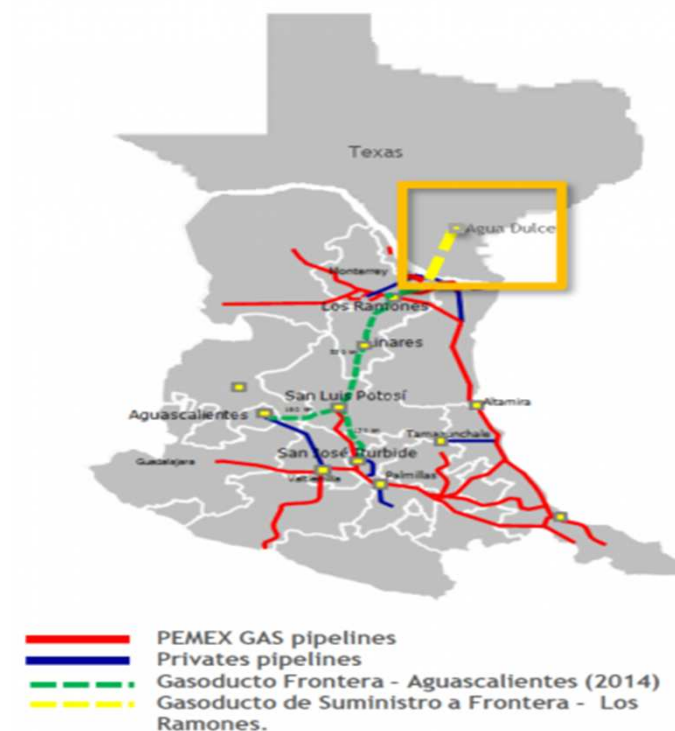 Texas
Agua Dulce
Monterrey
Los Ramones
Linares
San Luis Potosí
Aguascalientes
Altamira
Tamazunchale
San José Iturbide
Guadalajara
Palmillas
PEMEX GAS pipelines
Privates pipelines
Gasoducto Frontera - Aguascalientes (2014)
Gasoducto de Suministro a Frontera - Los
Ramones.